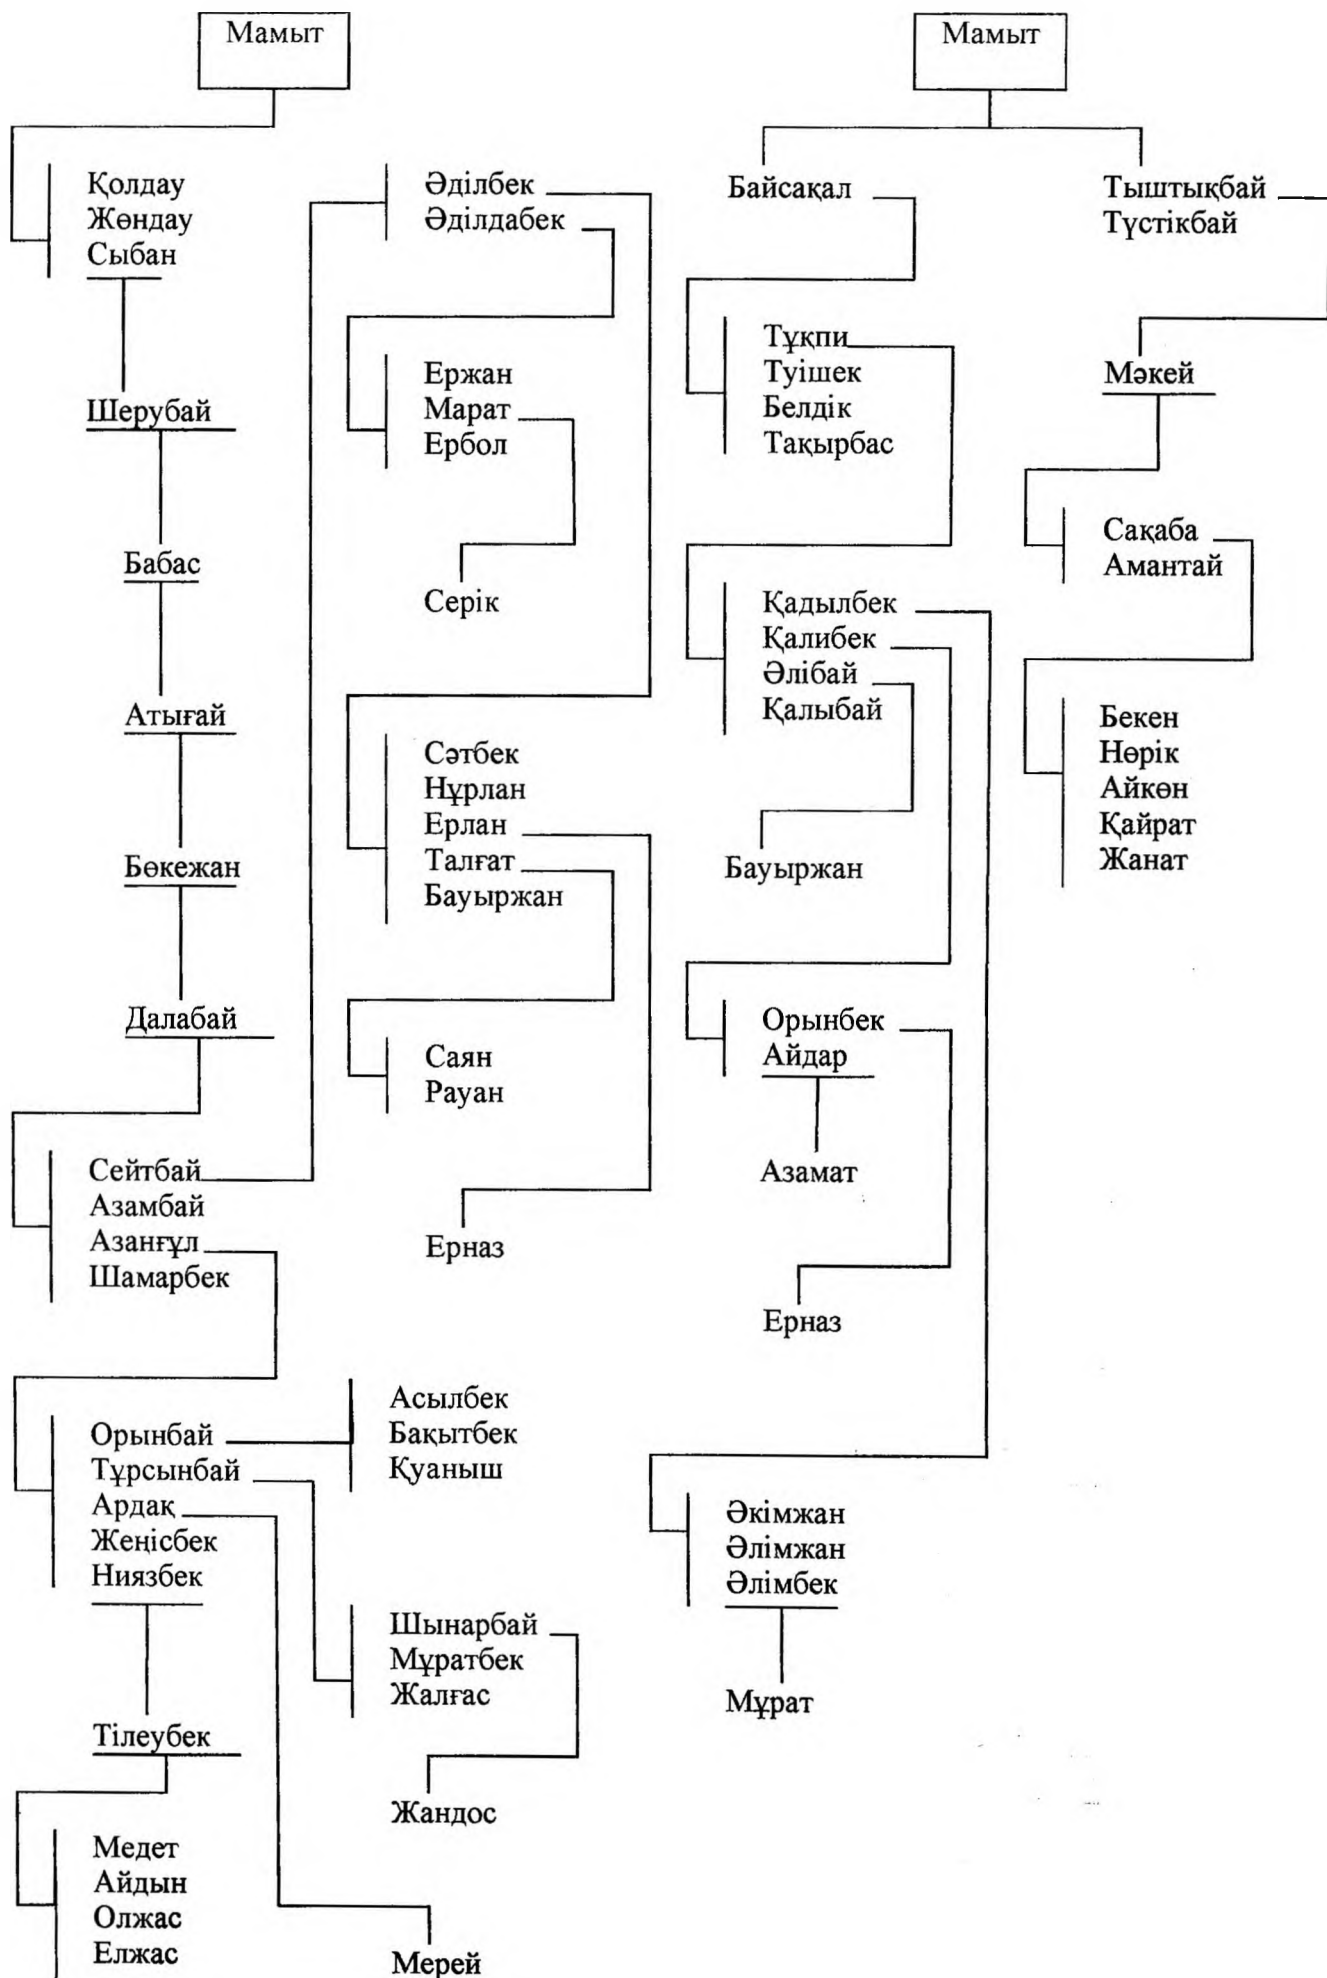 Мамыт
Қолдау
Жөндау
Сыбан
Шерубай
Бабас
Атығай
Бөкежан
Далабай
Сейтбай
Азамбай
Азанғұл
Шамарбек
Орынбай
Тұрсынбай
Ардақ
Жеңісбек
Ниязбек
Тілеубек
Медет
Айдын
Олжас
Елжас
Әділбек
Әділдабек
Ержан
Марат
Ербол
Серік
Сәтбек
Нұрлан
Ерлан
Талғат
Бауыржан
Саян
Рауан
Ерназ
Асылбек
Бақытбек
Қуаныш
Шынарбай
Мұратбек
Жалғас
Жандос
Мерей
Мамыт
Байсақал
Тұқпи
Туішек
Белдік
Тақырбас
Қадылбек
Қалибек
Әлібай
Қалыбай
Бауыржан
Орынбек
Айдар
Азамат
Ерназ
Әкімжан
Әлімжан
Әлімбек
Мұрат
Тыштықбай
Түстікбай
Мәкей
Сақаба
Амантай
Бекен
Нөрік
Айкөн
Қайрат
Жанат